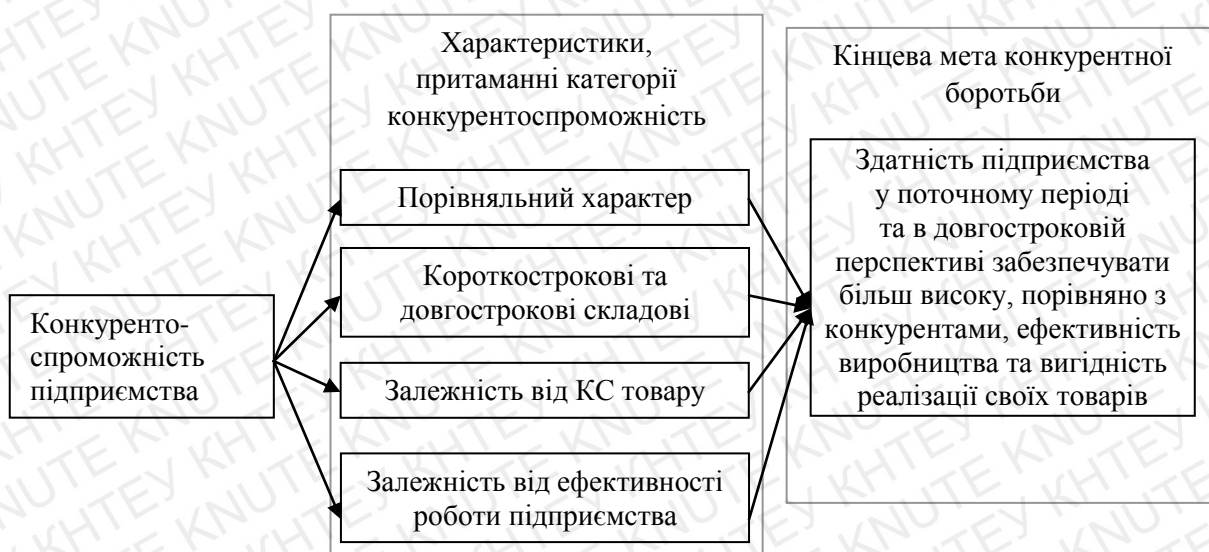 Характеристики,
притаманні категорії
конкурентоспроможність
Порівняльний характер
Короткострокові та
довгострокові складові
Залежність від КС товару
Залежність від ефективності
роботи підприємства
Конкуренто-
спроможність
підприємства
Кінцева мета конкурентної
боротьби
Здатність підприємства
у поточному періоді
та в довгостроковій
перспективі забезпечувати
більш високу, порівняно з
конкурентами, ефективність
виробництва та вигідність
реалізації своїх товарів
KNUTE КНТЕУ